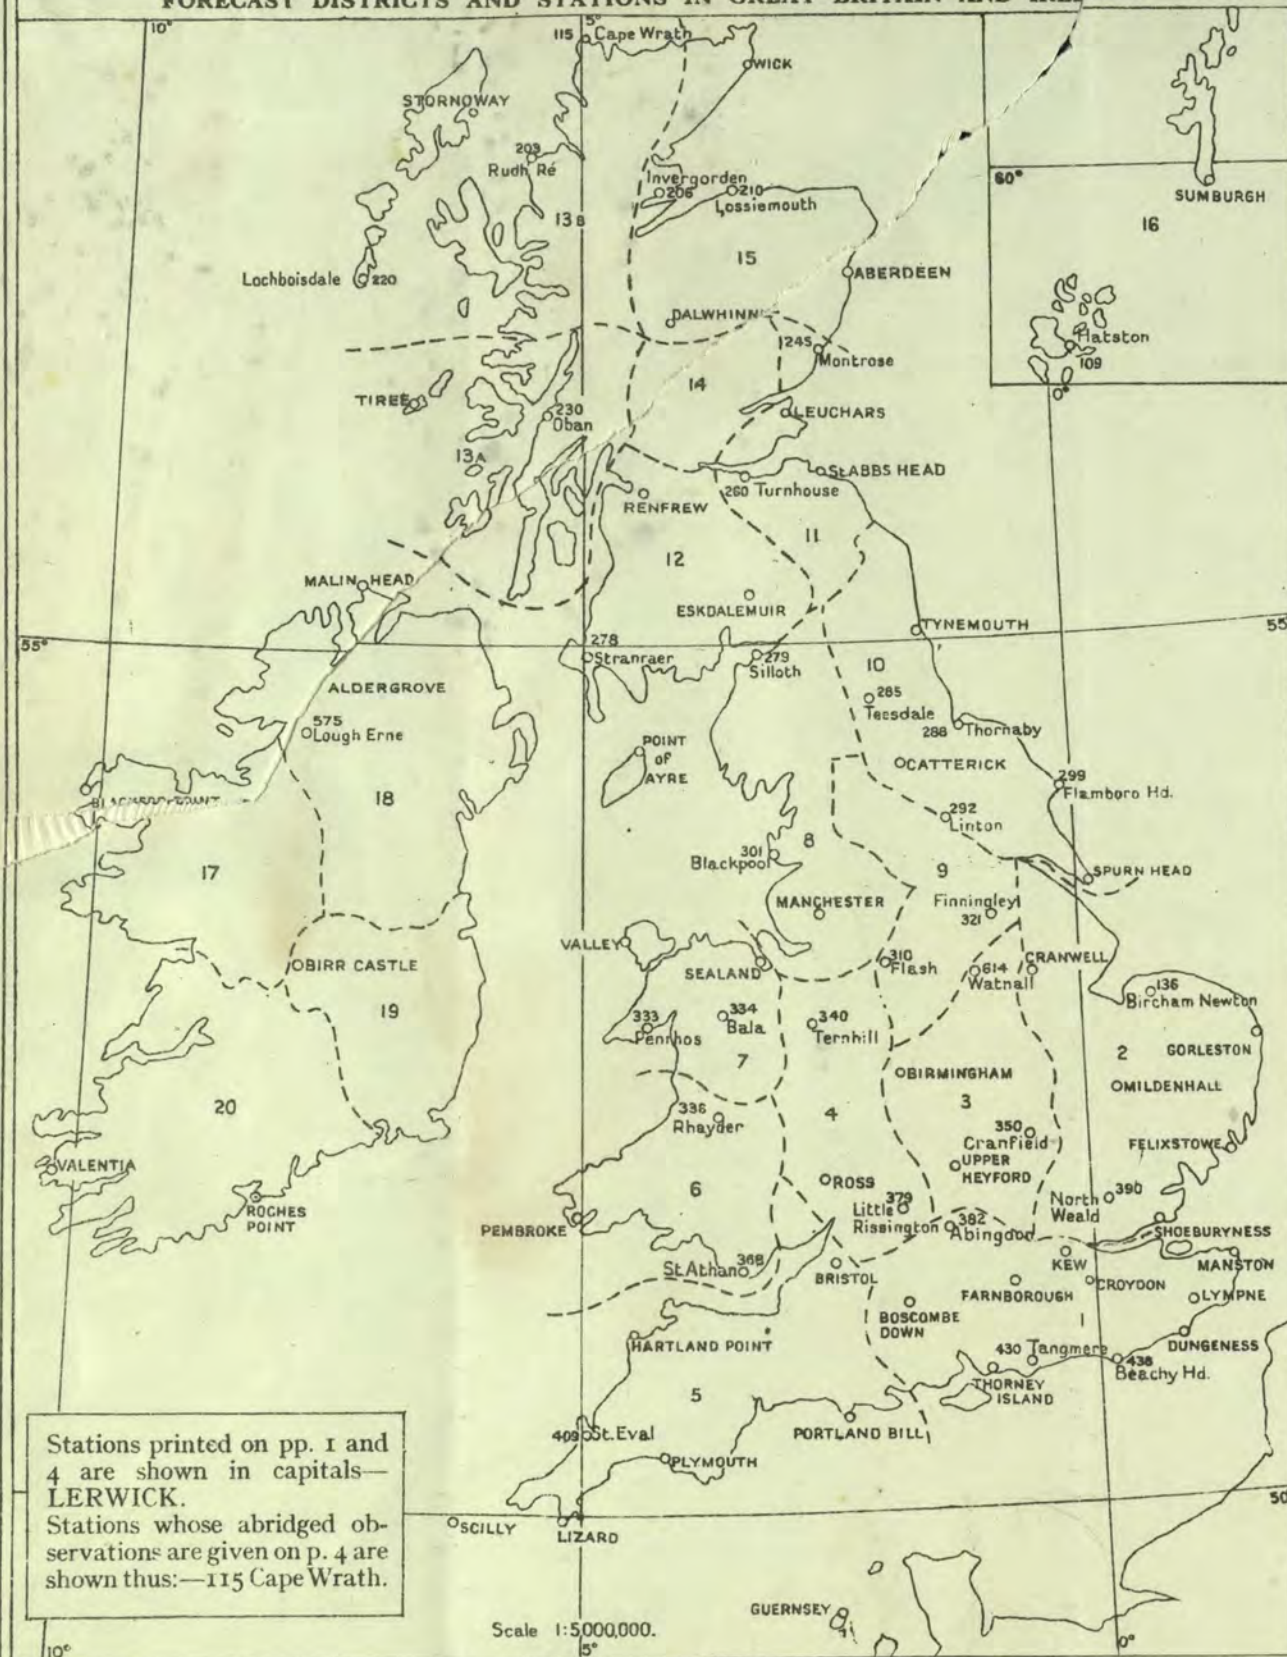 FORECAST DISTRICTS AND STATIONS IN GREAT BRITAIN AND
10°
5°
115 Cape Wrath
WICK
STORNOWAY
209
Rudh Ré
Invergorden
206
210
Lossiemouth
60°
SUMBURGH
13B
16
15
Lochboisdale 220
ABERDEEN
DALWHINNIE
245
Montrose
Hatston
109
0°
14
TIREE
230
Oban
LEUCHARS
13A
St.ABBS HEAD
260 Turnhouse
RENFREW
11
12
MALIN HEAD
ESKDALEMUIR
TYNEMOUTH
55°
55
278
Stranraer
279
Silloth
10
ALDERGROVE
285
Teesdale
575
Lough Erne
288 Thornaby
POINT
of
AYRE
CATTERICK
299
Flamboro Hd.
18
292
Linton
8
301
Blackpool
17
9
SPURN HEAD
MANCHESTER
Finningley
321
VALLEY
SEALAND
310
Flash
614
Watnall
CRANWELL
BIRR CASTLE
136
Bircham Newton
19
333
Penrhos
334
Bala
340
Ternhill
2
GORLESTON
7
BIRMINGHAM
MILDENHALL
20
336
Rhayder
4
3
350
Cranfield
FELIXSTOWE
VALENTIA
UPPER
HEYFORD
6
ROSS
379
Little
Rissington
North
Weald
390
ROCHES
POINT
PEMBROKE
382
Abingdon
SHOEBURYNESS
368
St.Athan
BRISTOL
KEW
MANSTON
FARNBOROUGH
CROYDON
LYMPNE
BOSCOMBE
DOWN
1
HARTLAND POINT
430 Tangmere
DUNGENESS
438
Beachy Hd.
THORNEY
ISLAND
5
409 St.Eval
PORTLAND BILL
PLYMOUTH
Stations printed on pp. 1 and
4 are shown in capitals—
LERWICK.
Stations whose abridged ob-
servations are given on p. 4 are
shown thus:—115 Cape Wrath.
50
SCILLY
LIZARD
GUERNSEY
Scale 1:5,000,000.
10°
5°
0°